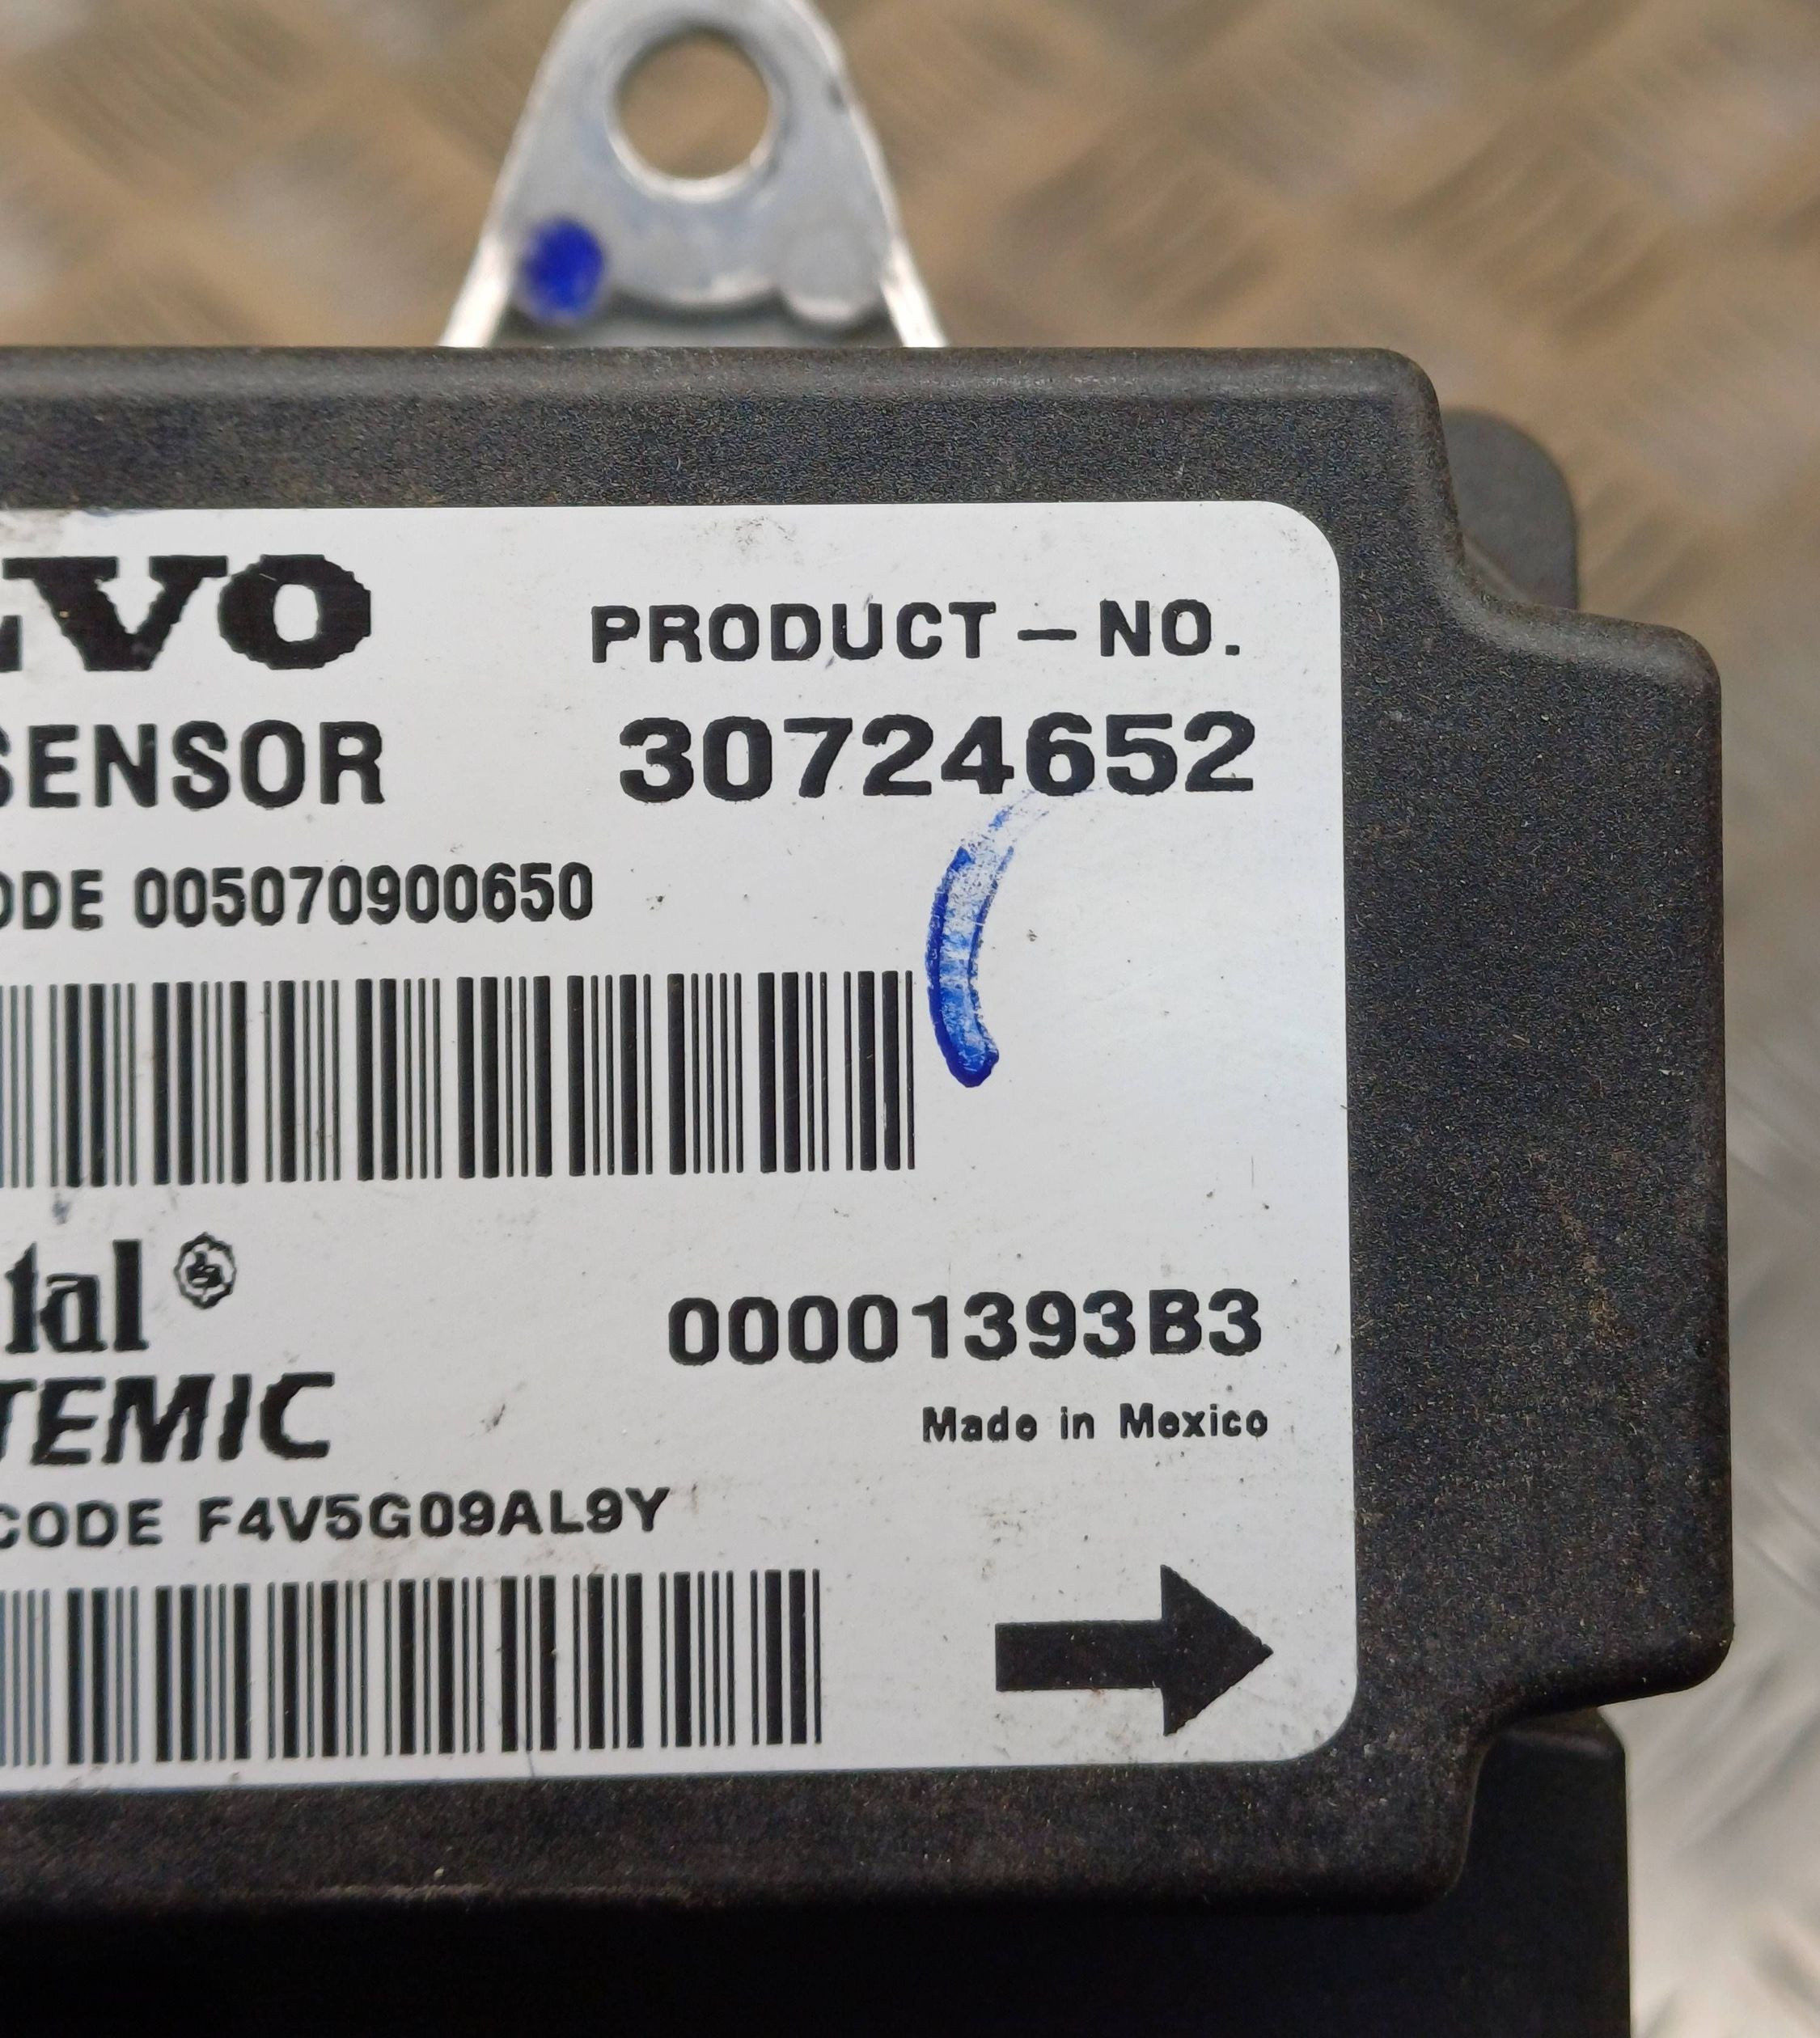 VO
PRODUCT – NO.
SENSOR
30724652
ODE 005070900650
tal
00001393B3
TEMIC
Made in Mexico
CODE F4V5G09AL9Y